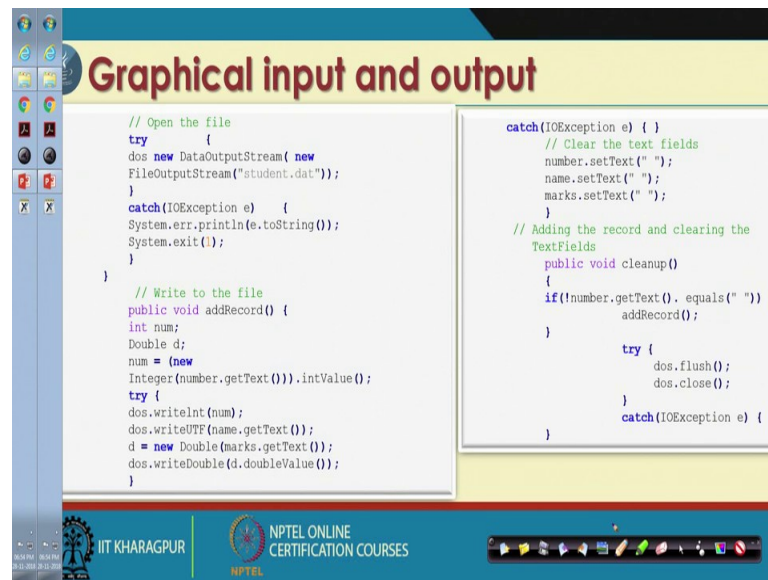 Graphical input and output
// Open the file
try {
dos new DataOutputStream( new
FileOutputStream("student.dat"));
}
catch(IOException e) {
System.err.println(e.toString());
System.exit(1);
}
}
// Write to the file
public void addRecord() {
int num;
Double d;
num = (new
Integer(number.getText())).intValue();
try {
dos.writelnt(num);
dos.writeUTF(name.getText());
d = new Double(marks.getText());
dos.writeDouble(d.doubleValue());
}
catch(IOException e) { }
// Clear the text fields
number.setText(" ");
name.setText(" ");
marks.setText(" ");
}
// Adding the record and clearing the
TextFields
public void cleanup()
{
if(!number.getText(). equals(" "))
addRecord();
}
try {
dos.flush();
dos.close();
}
catch(IOException e) {
}
IIT KHARAGPUR
NPTEL
NPTEL ONLINE
CERTIFICATION COURSES